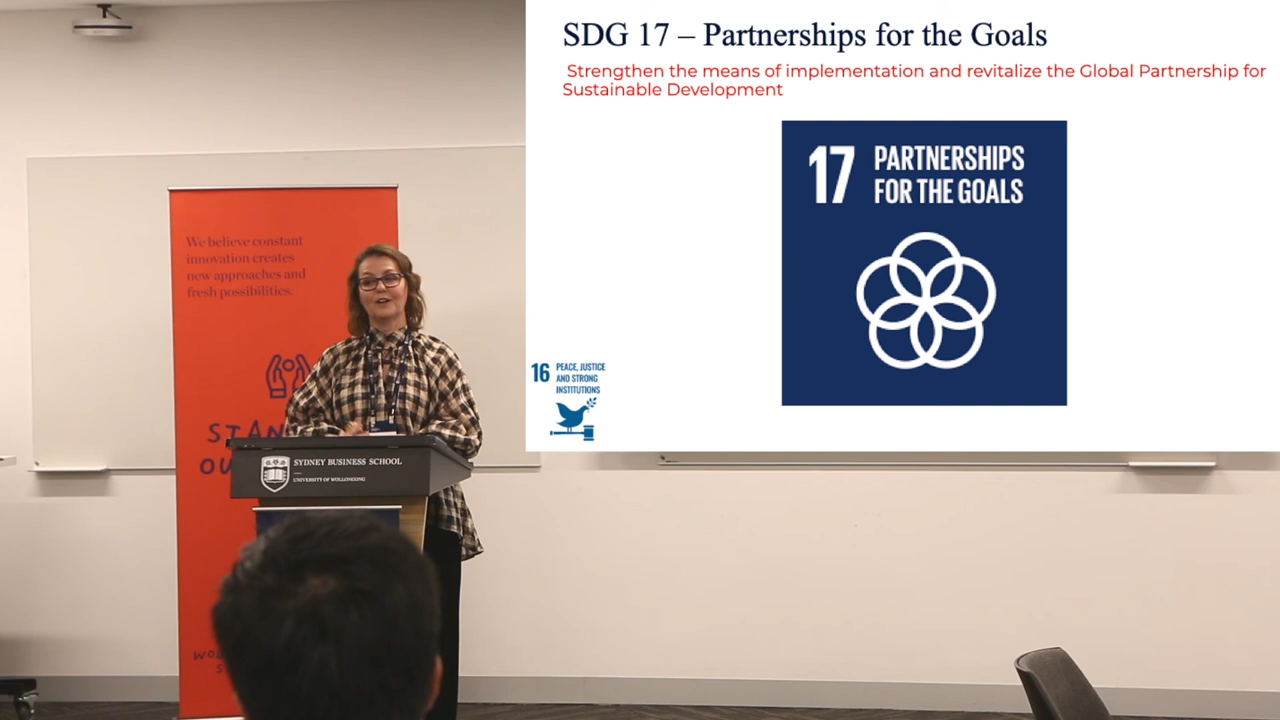 SDG 17 – Partnerships for the Goals
Strengthen the means of implementation and revitalize the Global Partnership for
Sustainable Development
17 PARTNERSHIPS
FOR THE GOALS
16 PEACE, JUSTICE
AND STRONG
INSTITUTIONS
We believe constant
innovation creates
new approaches and
fresh possibilities.
SYDNEY BUSINESS SCHOOL
UNIVERSITY OF WOLLONGONG